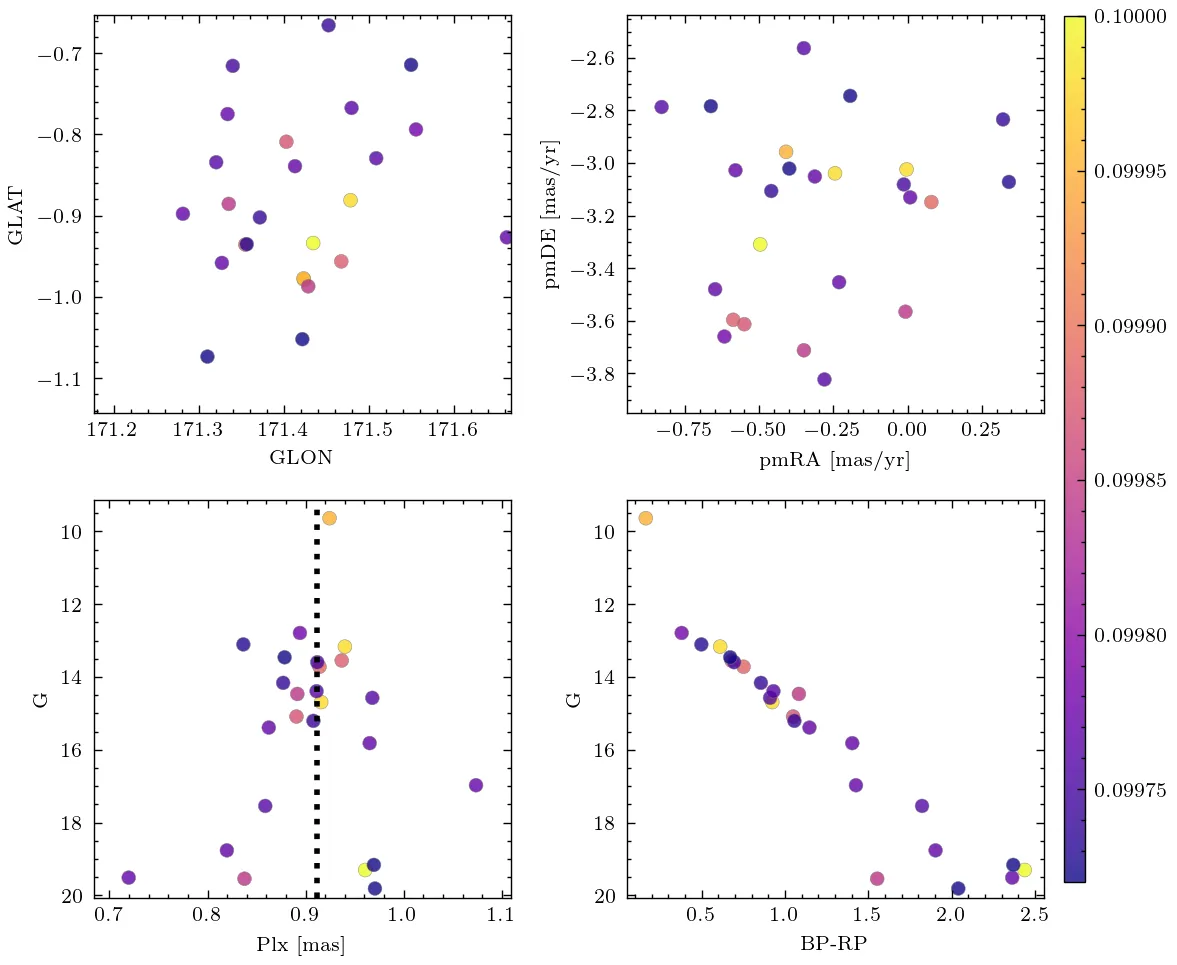 −0.7
−0.8
−0.9
−1.0
−1.1
GLAT
171.2 171.3 171.4 171.5 171.6
GLON
−2.6
−2.8
−3.0
−3.2
−3.4
−3.6
−3.8
pmDE [mas/yr]
−0.75 −0.50 −0.25 0.00 0.25
pmRA [mas/yr]
0.10000
0.09995
0.09990
0.09985
0.09980
0.09975
10
12
14
16
18
20
G
0.7 0.8 0.9 1.0 1.1
Plx [mas]
10
12
14
16
18
20
G
0.5 1.0 1.5 2.0 2.5
BP-RP